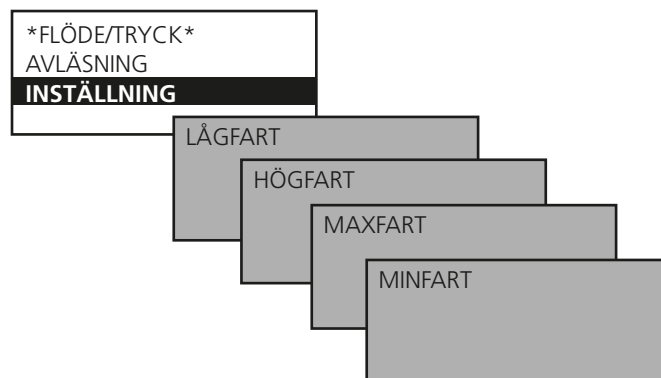 *FLÖDE/TRYCK*
AVLÄSNING
INSTÄLLNING
LÅGFART
HÖGFART
MAXFART
MINFART